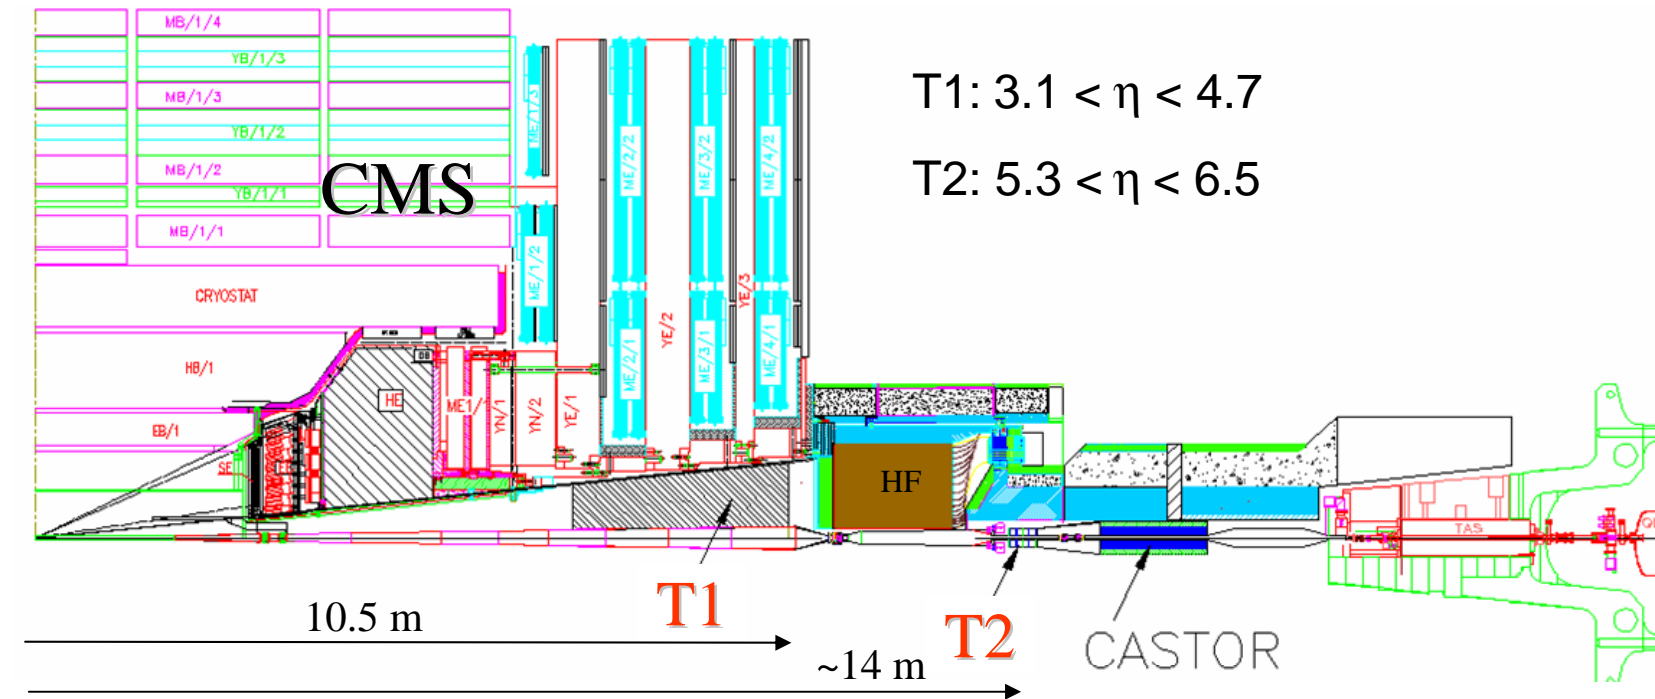 MB/1/4
YB/1/3
MB/1/3
YB/1/2
MB/1/2
YB/1/1
MB/1/1
CMS
CRYOSTAT
HB/1
EB/1
SE
HE
ME1/
YN/1
YN/2
YE/1
ME/1/3
ME/1/2
ME/2/2
ME/2/1
YE/2
ME/3/2
ME/3/1
YE/3
ME/4/2
ME/4/1
T1: 3.1 < η < 4.7
T2: 5.3 < η < 6.5
HF
TAS
T1
T2
CASTOR
10.5 m
~14 m